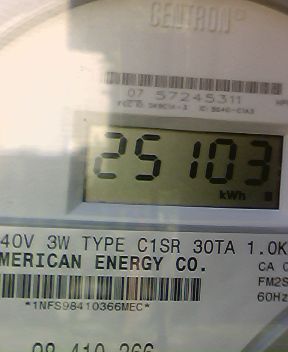 CENTRON
07 57245311
25103
kWh
40V 3W TYPE C1SR 30TA 1.0K
MERICAN ENERGY CO.
CA
FM2S
60Hz
*1NFS98410366MEC*
98 410 366